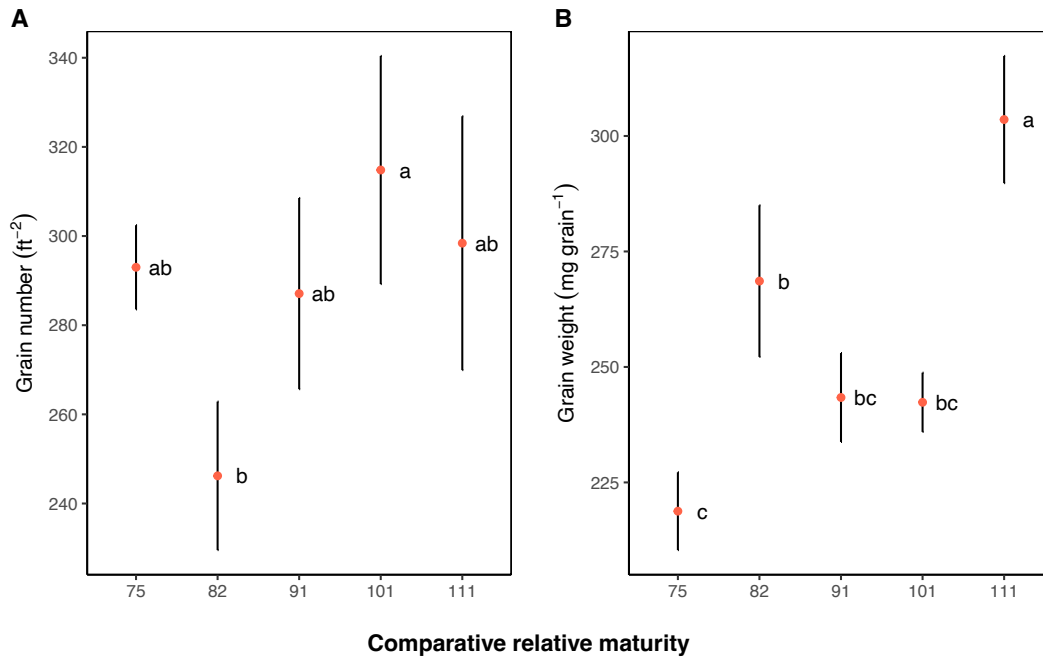 A
Grain number (ft⁻²)
340
320
300
280
260
240
ab
b
ab
a
ab
75 82 91 101 111
B
Grain weight (mg grain⁻¹)
300
275
250
225
c
b
bc
bc
a
75 82 91 101 111
Comparative relative maturity